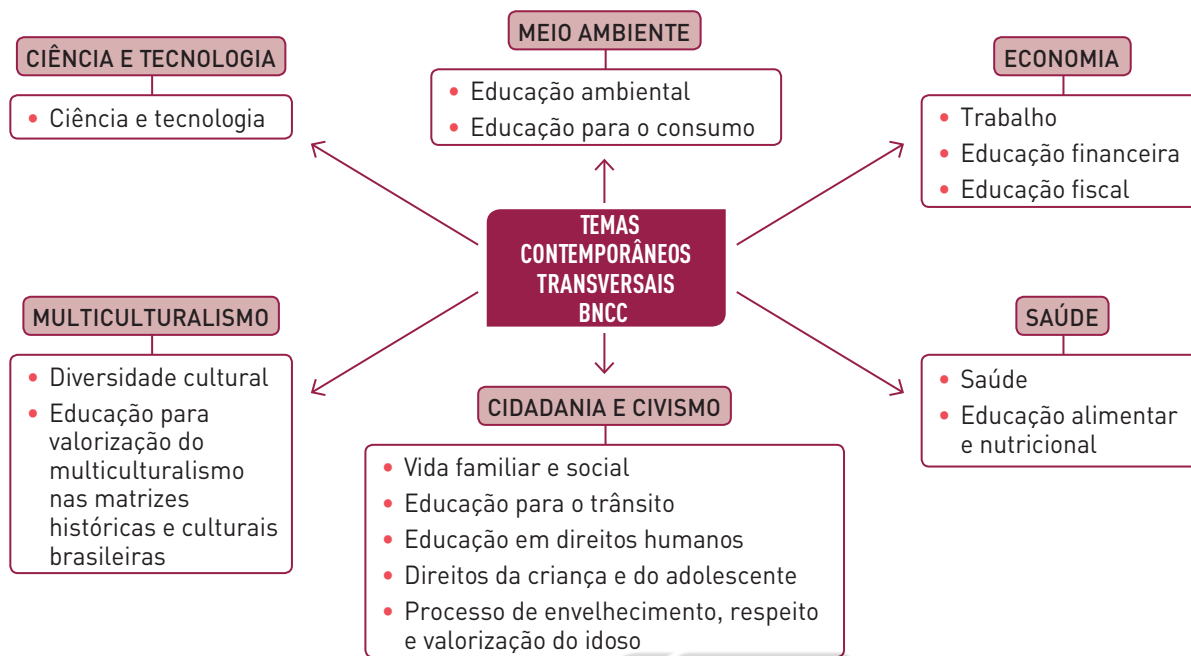 CIÊNCIA E TECNOLOGIA
• Ciência e tecnologia
MEIO AMBIENTE
• Educação ambiental
• Educação para o consumo
ECONOMIA
• Trabalho
• Educação financeira
• Educação fiscal
TEMAS
CONTEMPORÂNEOS
TRANSVERSAIS
BNCC
MULTICULTURALISMO
• Diversidade cultural
• Educação para
valorização do
multiculturalismo
nas matrizes
históricas e culturais
brasileiras
CIDADANIA E CIVISMO
• Vida familiar e social
• Educação para o trânsito
• Educação em direitos humanos
• Direitos da criança e do adolescente
• Processo de envelhecimento, respeito
e valorização do idoso
SAÚDE
• Saúde
• Educação alimentar
e nutricional